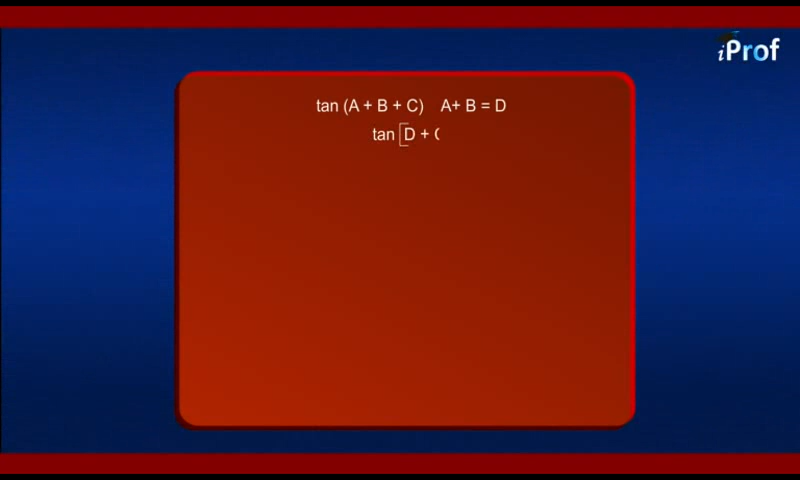 iProf
tan (A + B + C) A+ B = D
tan [D +